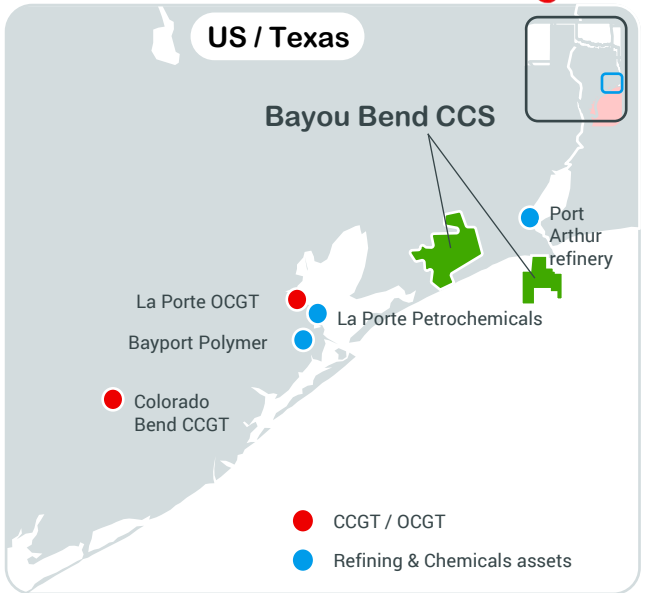 US / Texas
Bayou Bend CCS
Port
Arthur
refinery
La Porte OCGT
La Porte Petrochemicals
Bayport Polymer
Colorado
Bend CCGT
CCGT / OCGT
Refining & Chemicals assets